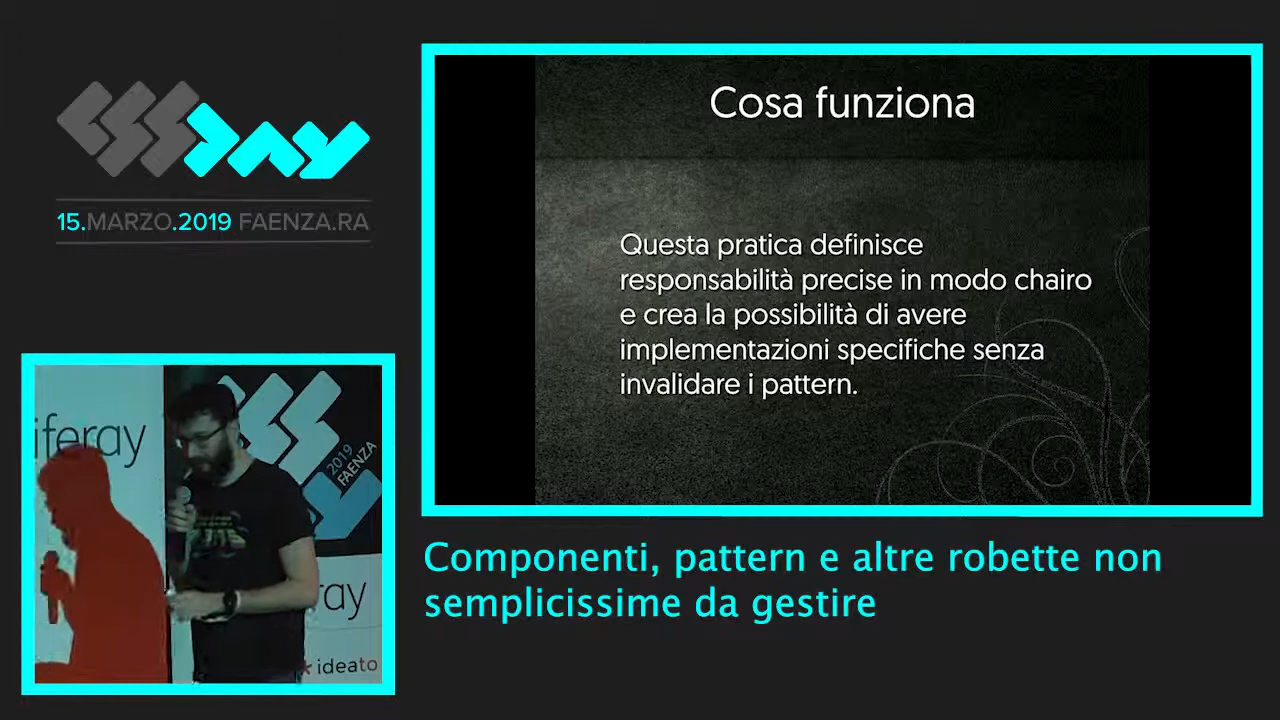 CSS DAY
15.MARZO.2019 FAENZA.RA
Cosa funziona
Questa pratica definisce
responsabilità precise in modo chairo
e crea la possibilità di avere
implementazioni specifiche senza
invalidare i pattern.
iferay
2019
FAENZA
ray
ideato
Componenti, pattern e altre robette non
semplicissime da gestire